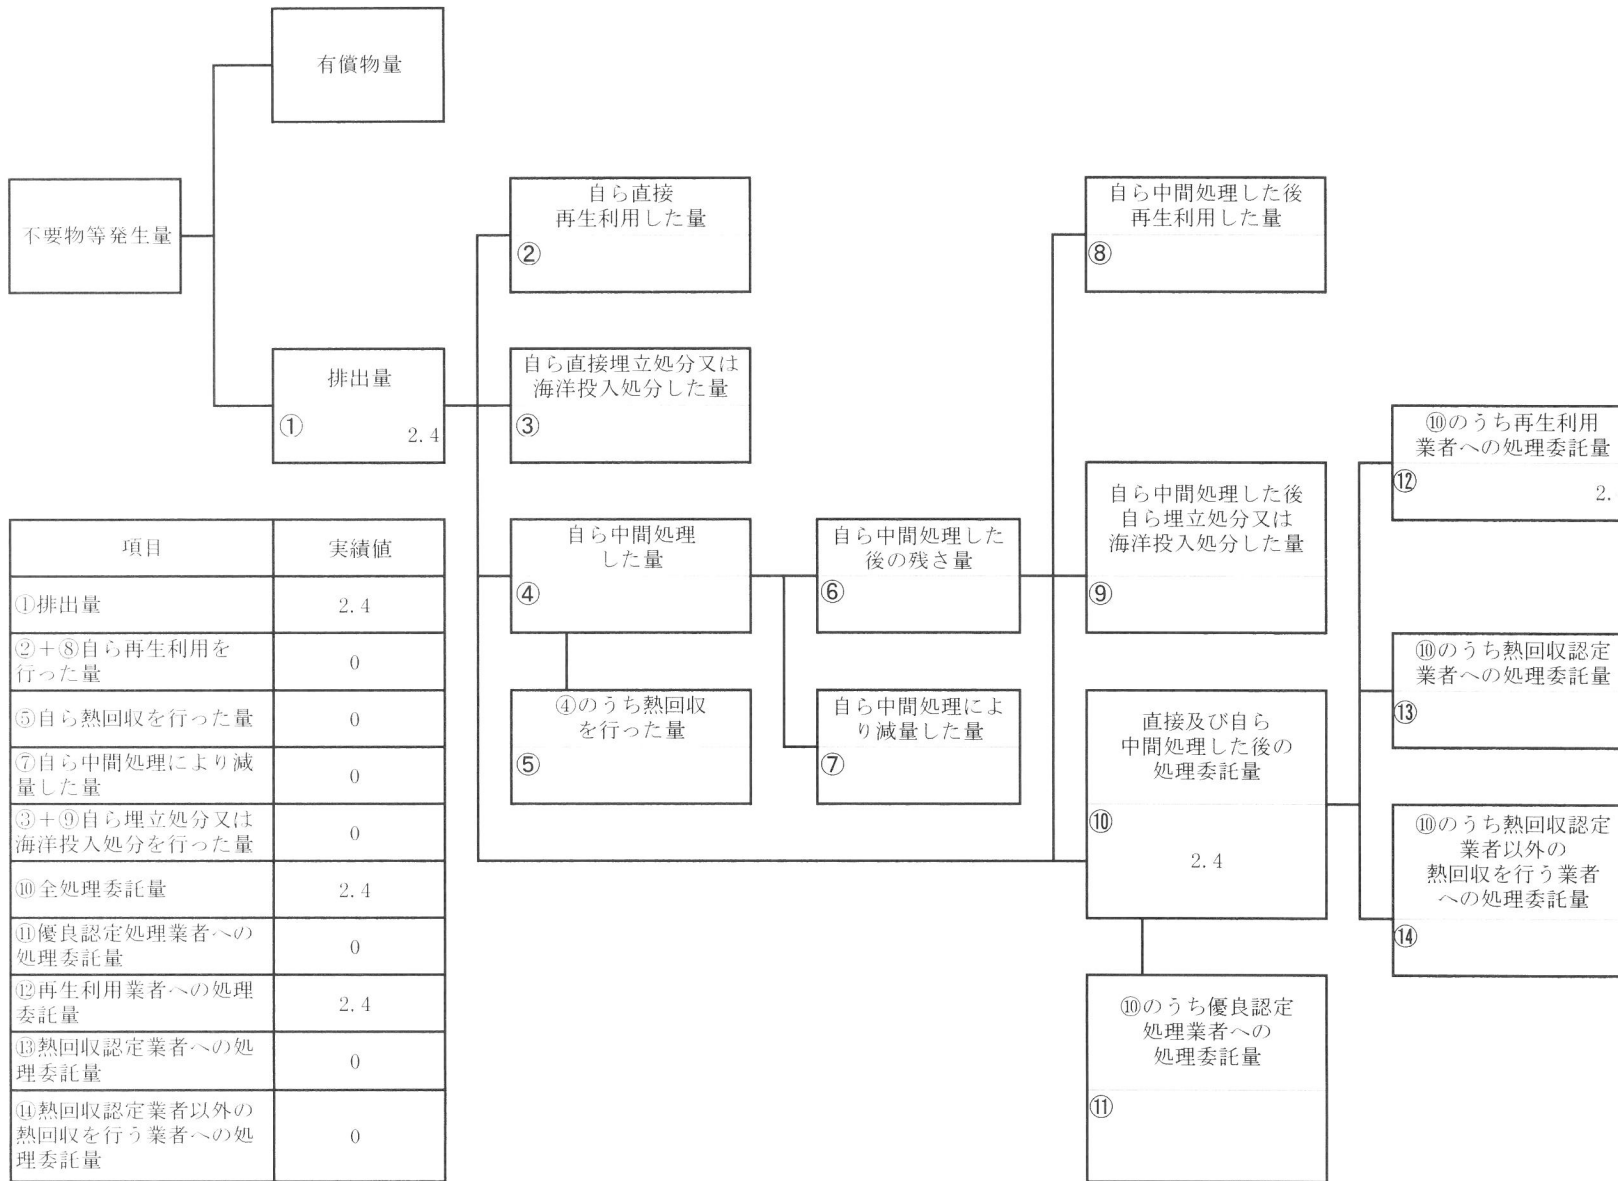 有償物量
不要物等発生量
自ら直接
再生利用した量
②
自ら中間処理した後
再生利用した量
⑧
排出量
①
2.4
自ら直接埋立処分又は
海洋投入処分した量
③
⑩のうち再生利用
業者への処理委託量
⑫
2.
自ら中間処理
した量
④
自ら中間処理した
後の残さ量
⑥
自ら中間処理した後
自ら埋立処分又は
海洋投入処分した量
⑨
⑩のうち熱回収認定
業者への処理委託量
⑬
④のうち熱回収
を行った量
⑤
自ら中間処理によ
り減量した量
⑦
直接及び自ら
中間処理した後の
処理委託量
⑩
2.4
⑩のうち熱回収認定
業者以外の
熱回収を行う業者
への処理委託量
⑭
⑩のうち優良認定
処理業者への
処理委託量
⑪
項目 実績値
①排出量 2.4
②+⑧自ら再生利用を
行った量 0
⑤自ら熱回収を行った量 0
⑦自ら中間処理により減
量した量 0
③+⑨自ら埋立処分又は
海洋投入処分を行った量 0
⑩全処理委託量 2.4
⑪優良認定処理業者への
処理委託量 0
⑫再生利用業者への処理
委託量 2.4
⑬熱回収認定業者への処
理委託量 0
⑭熱回収認定業者以外の
熱回収を行う業者への処
理委託量 0